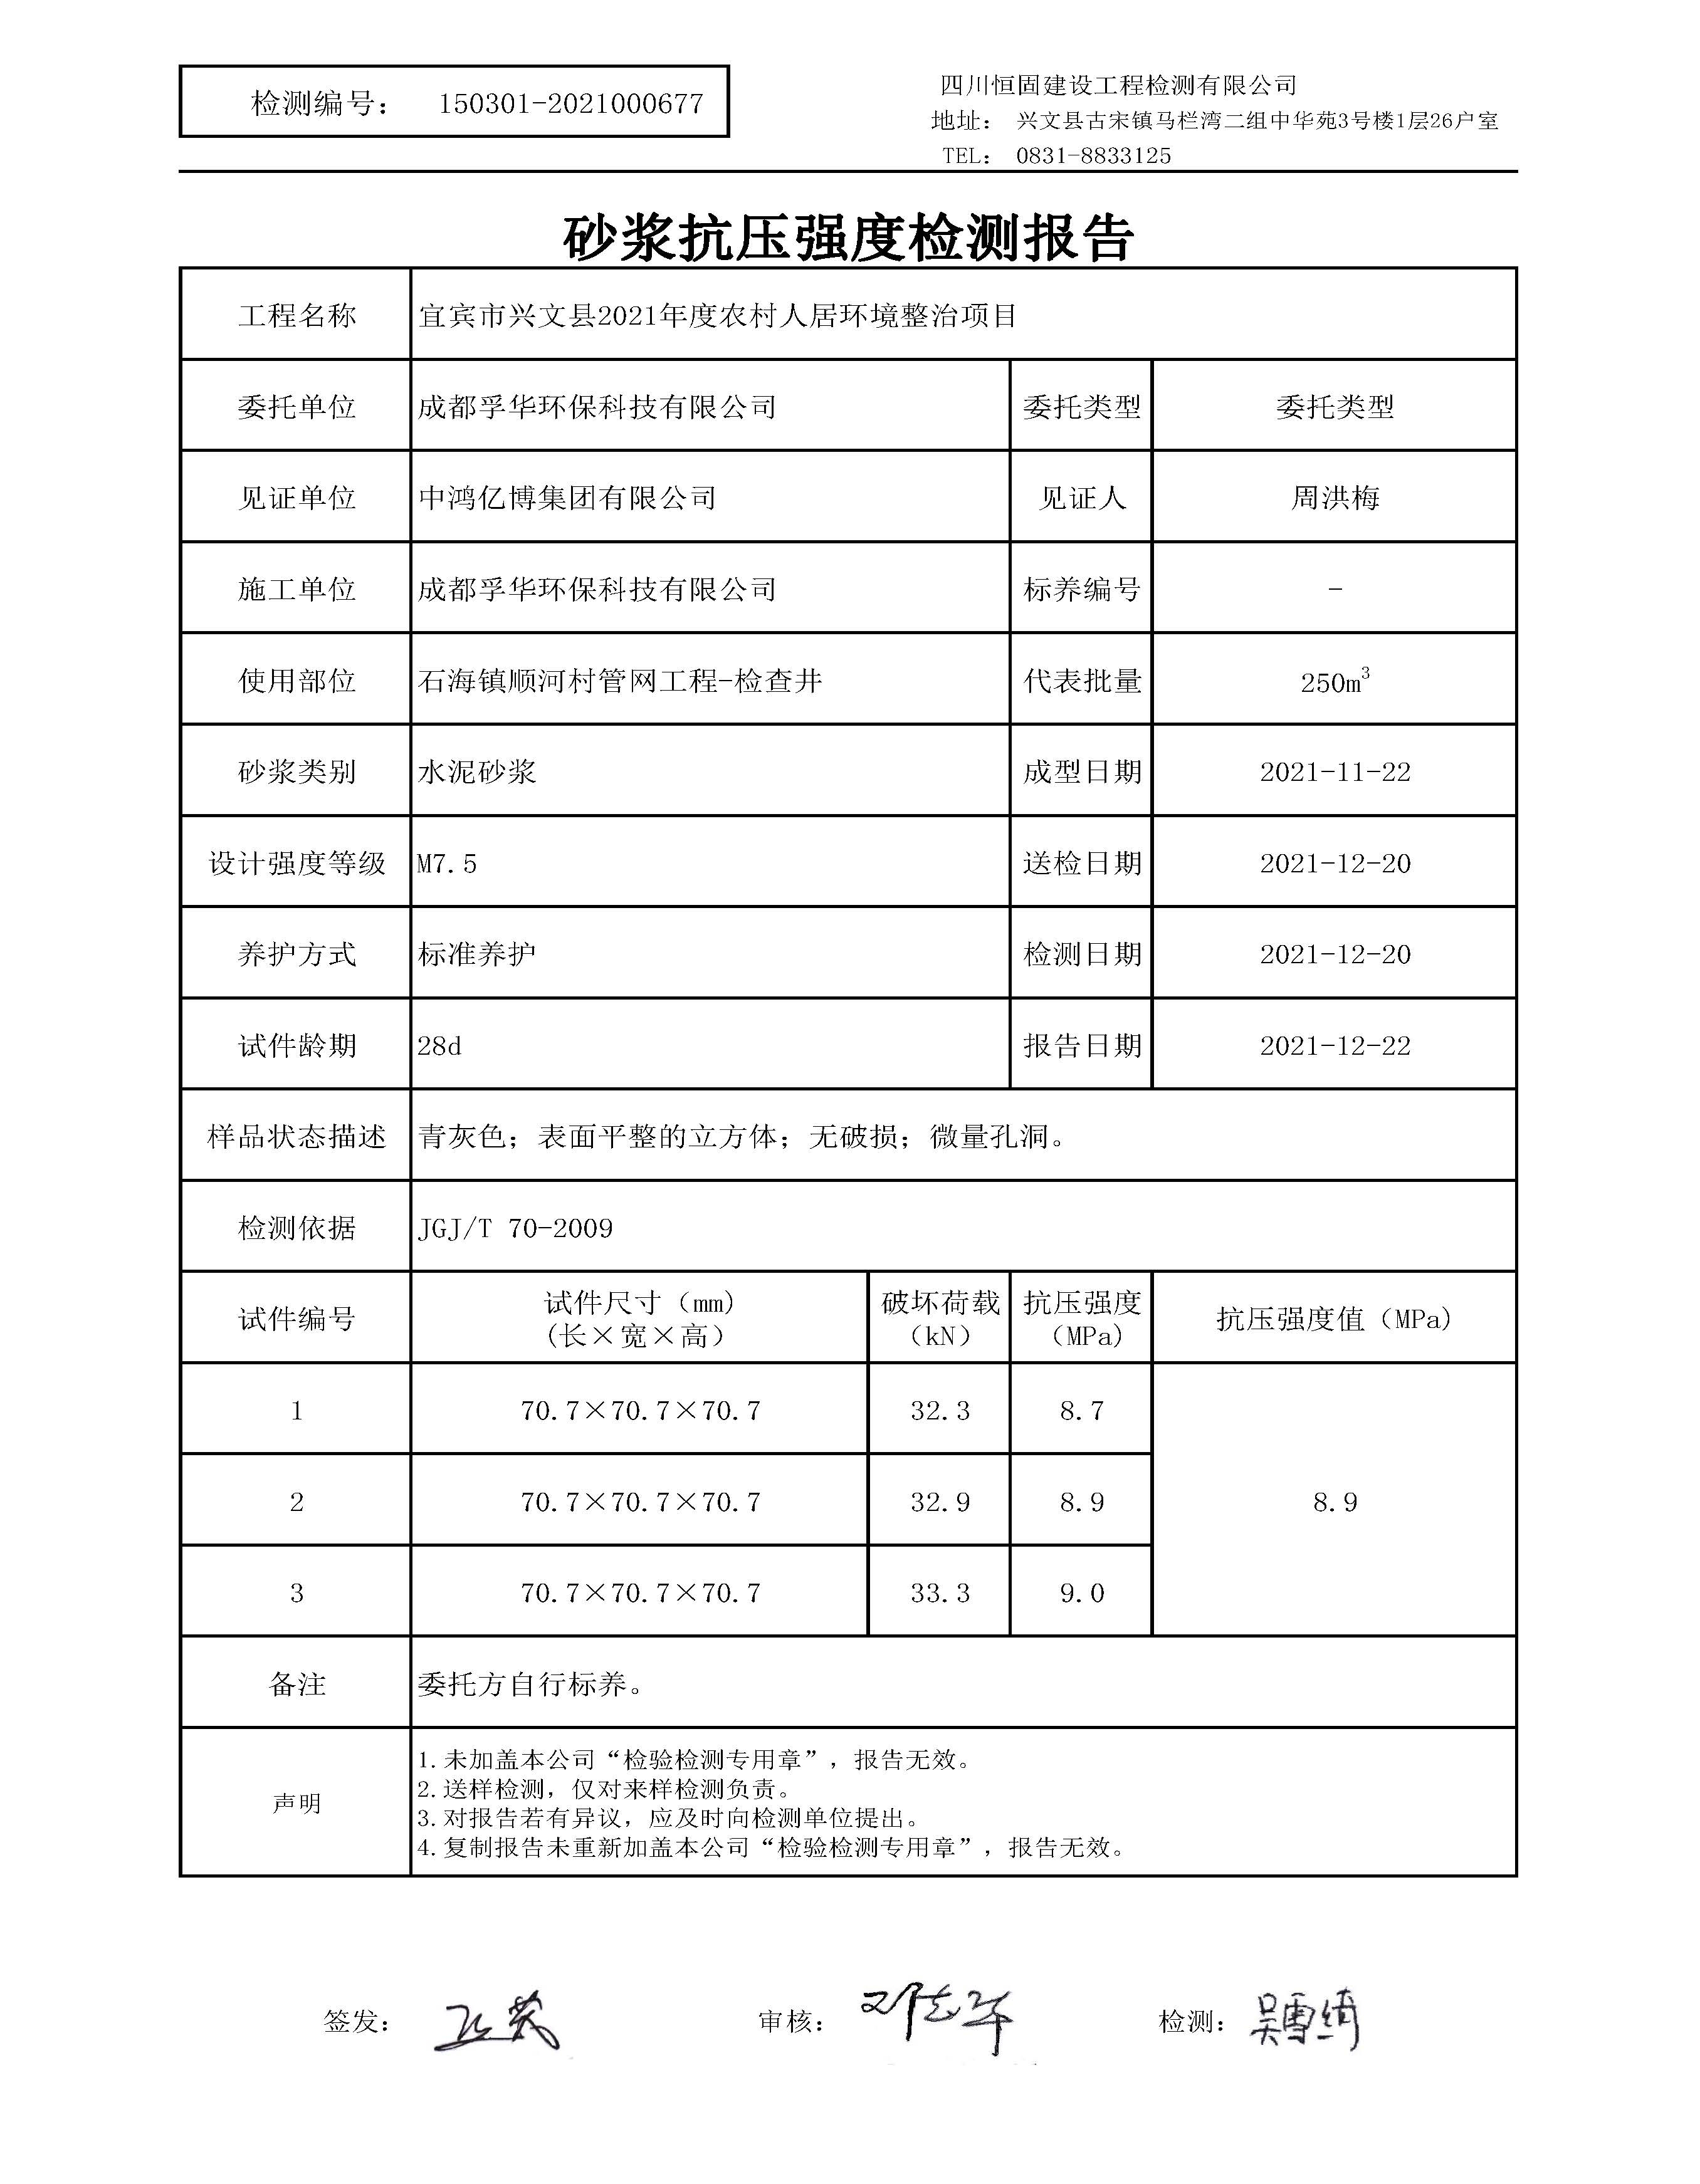 检测编号： 150301-2021000677
四川恒固建设工程检测有限公司
地址： 兴文县古宋镇马栏湾二组中华苑3号楼1层26户室
TEL： 0831-8833125
砂浆抗压强度检测报告
工程名称 宜宾市兴文县2021年度农村人居环境整治项目
委托单位 成都孚华环保科技有限公司 委托类型 委托类型
见证单位 中鸿亿博集团有限公司 见证人 周洪梅
施工单位 成都孚华环保科技有限公司 标养编号 -
使用部位 石海镇顺河村管网工程-检查井 代表批量 250m³
砂浆类别 水泥砂浆 成型日期 2021-11-22
设计强度等级 M7.5 送检日期 2021-12-20
养护方式 标准养护 检测日期 2021-12-20
试件龄期 28d 报告日期 2021-12-22
样品状态描述 青灰色；表面平整的立方体；无破损；微量孔洞。
检测依据 JGJ/T 70-2009
试件编号 试件尺寸（mm)
(长×宽×高） 破坏荷载
（kN） 抗压强度
（MPa) 抗压强度值（MPa)
1 70.7×70.7×70.7 32.3 8.7
2 70.7×70.7×70.7 32.9 8.9 8.9
3 70.7×70.7×70.7 33.3 9.0
备注 委托方自行标养。
声明
1.未加盖本公司“检验检测专用章”，报告无效。
2.送样检测，仅对来样检测负责。
3.对报告若有异议，应及时向检测单位提出。
4.复制报告未重新加盖本公司“检验检测专用章”，报告无效。
签发： 审核： 检测：吴雪绮